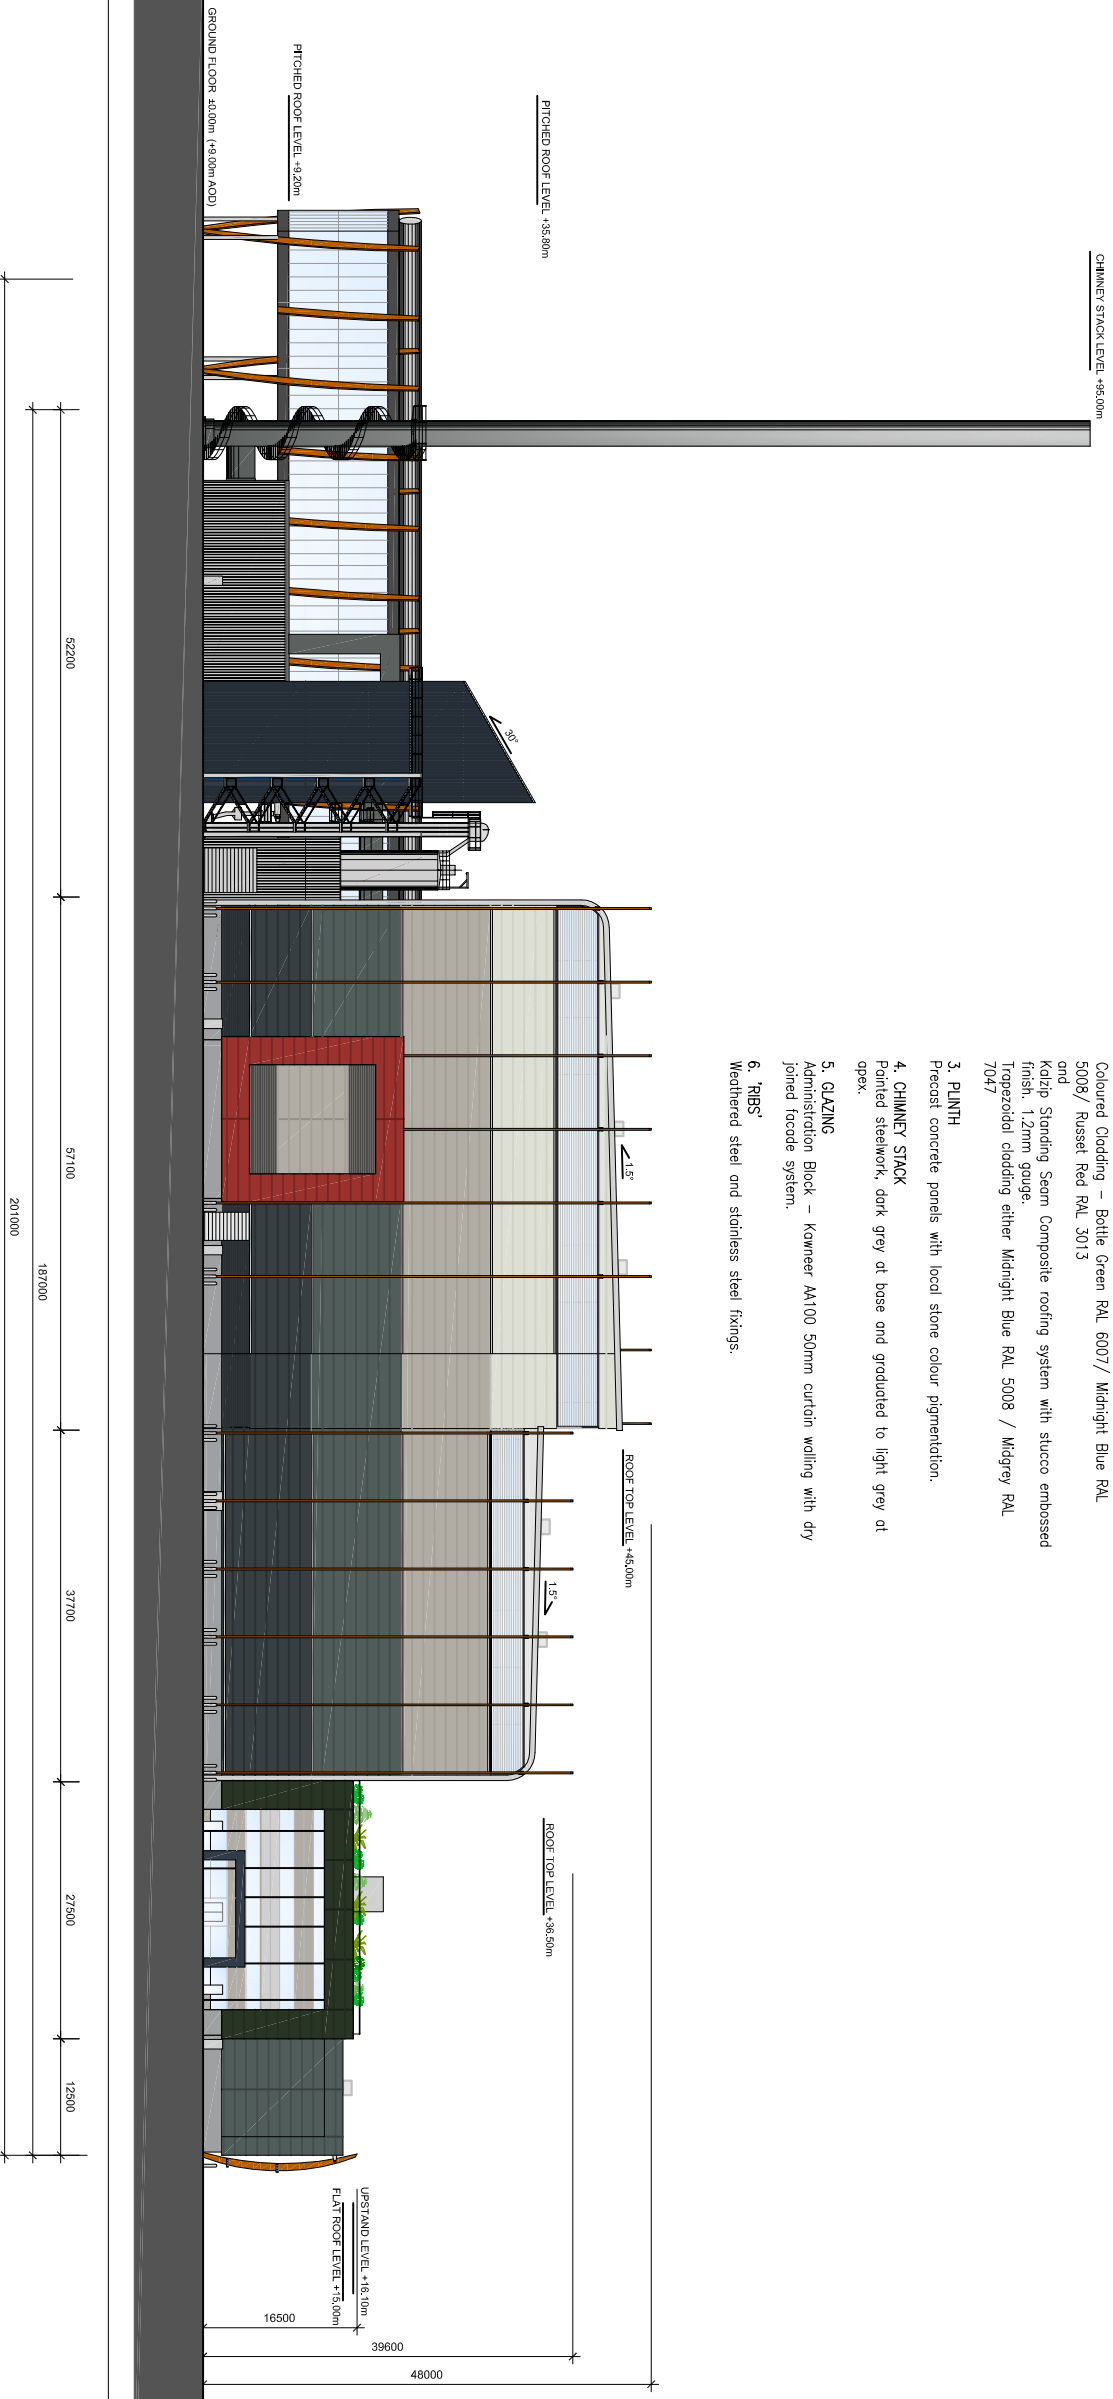 Coloured Cladding – Bottle Green RAL 6007/ Midnight Blue RAL
5008/ Russet Red RAL 3013
and
Kalzip Standing Seam Composite roofing system with stucco embossed
finish. 1.2mm gauge.
Trapezoidal cladding either Midnight Blue RAL 5008 / Midgrey RAL
7047
3. PLINTH
Precast concrete panels with local stone colour pigmentation.
4. CHIMNEY STACK
Painted steelwork, dark grey at base and graduated to light grey at
apex.
5. GLAZING
Administration Block – Kawneer AA100 50mm curtain walling with dry
joined facade system.
6. 'RIBS'
Weathered steel and stainless steel fixings.
CHIMNEY STACK LEVEL +95.00m
PITCHED ROOF LEVEL +35.80m
PITCHED ROOF LEVEL +9.20m
GROUND FLOOR ±0.00m (+9.00m AOD)
30°
1.5°
ROOF TOP LEVEL +45.00m
1.5°
ROOF TOP LEVEL +36.50m
UPSTAND LEVEL +16.10m
FLAT ROOF LEVEL +15.00m
16500
39600
48000
52200
57100
37700
27500
12500
187000
201000